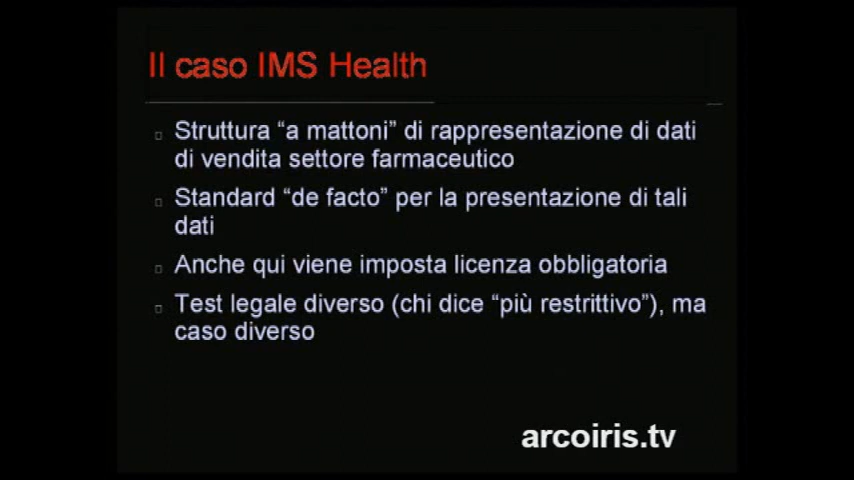 Il caso IMS Health
Struttura “a mattoni” di rappresentazione di dati
di vendita settore farmaceutico
Standard “de facto” per la presentazione di tali
dati
Anche qui viene imposta licenza obbligatoria
Test legale diverso (chi dice “più restrittivo”), ma
caso diverso
arcoiris.tv